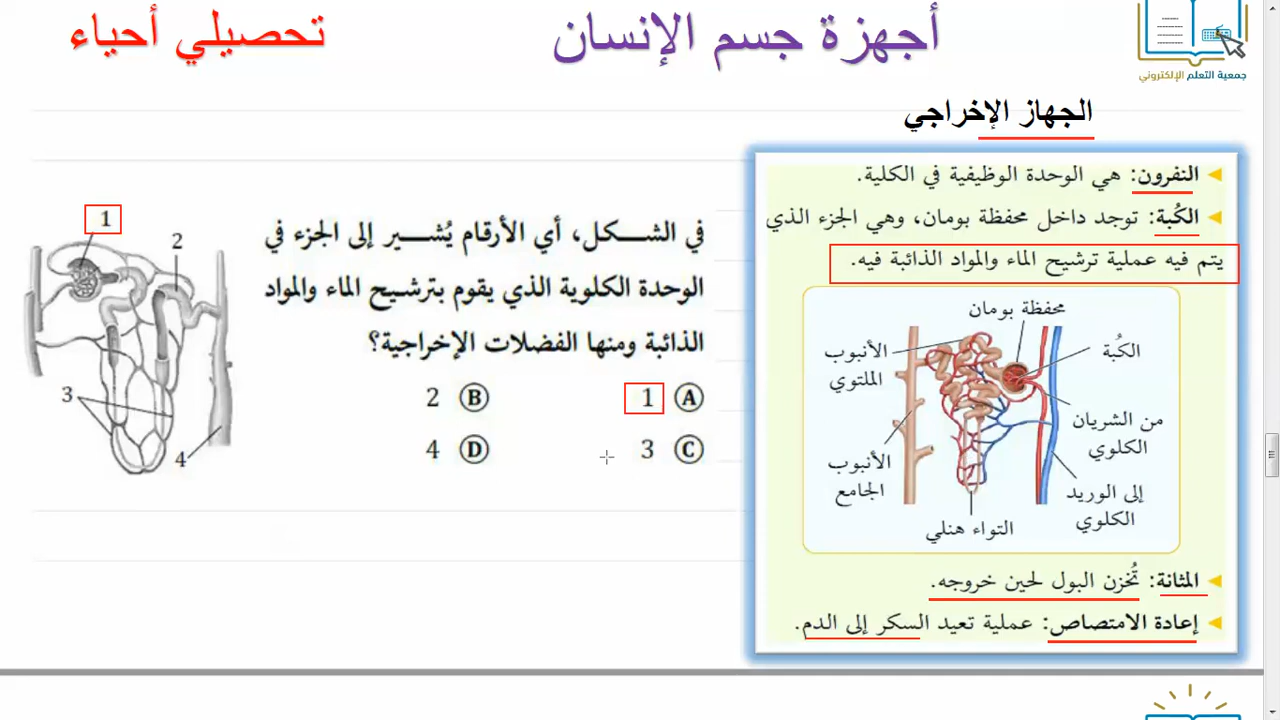 أجهزة جسم الإنسان
تحصيلي أحياء
جمعية التعلم الإلكتروني
الجهاز الإخراجي
النفرون: هي الوحدة الوظيفية في الكلية.
الكُبة: توجد داخل محفظة بومان، وهي الجزء الذي
يتم فيه عملية ترشيح الماء والمواد الذائبة فيه.
محفظة بومان
الكُبة
الأنبوب
الملتوي
من الشريان
الكلوي
الأنبوب
الجامع
إلى الوريد
الكلوي
التواء هنلي
المثانة: تُخزن البول لحين خروجه.
إعادة الامتصاص: عملية تعيد السكر إلى الدم.
في الشكل، أي الأرقام يُشير إلى الجزء في
الوحدة الكلوية الذي يقوم بترشيح الماء والمواد
الذائبة ومنها الفضلات الإخراجية؟
A 1
B 2
C 3
D 4
1
2
3
4